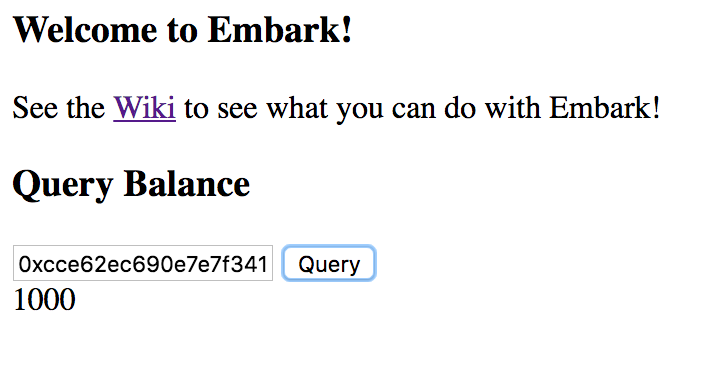 Welcome to Embark!
See the Wiki to see what you can do with Embark!
Query Balance
0xcce62ec690e7e7f341 Query
1000